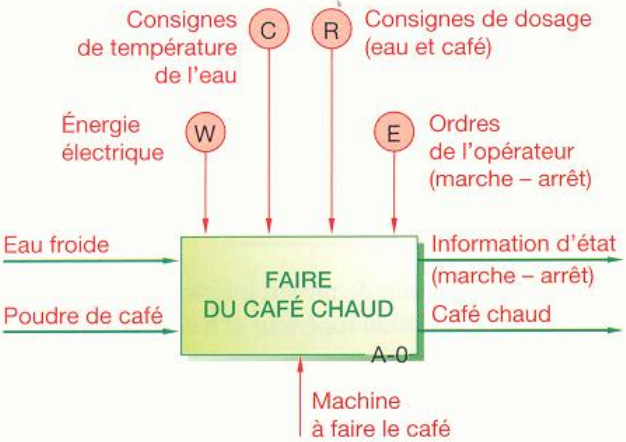 Consignes
de température
de l'eau
C
R
Consignes de dosage
(eau et café)
Énergie
électrique
W
E
Ordres
de l'opérateur
(marche – arrêt)
Eau froide
Poudre de café
FAIRE
DU CAFÉ CHAUD
A-0
Information d'état
(marche – arrêt)
Café chaud
Machine
à faire le café